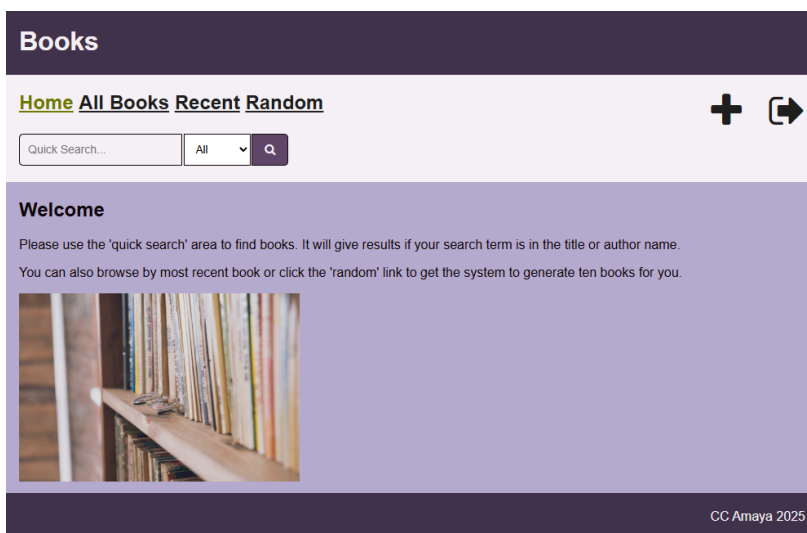 Books
Home All Books Recent Random
Quick Search... All
Welcome
Please use the 'quick search' area to find books. It will give results if your search term is in the title or author name.
You can also browse by most recent book or click the 'random' link to get the system to generate ten books for you.
CC Amaya 2025